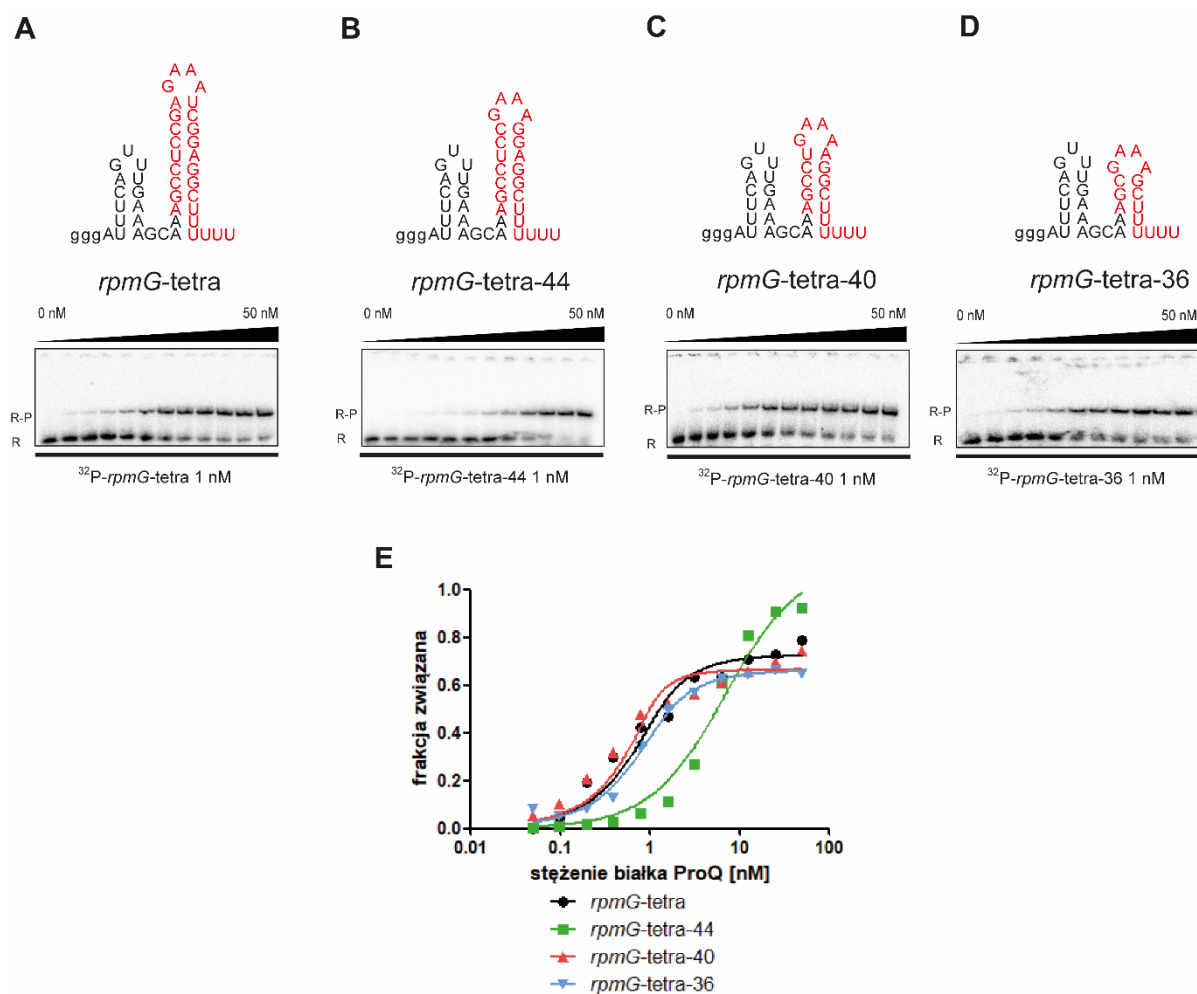 A
B
C
D
gggAU AGCA UUUU
gggAU AGCA UUUU
gggAU AGCA UUUU
gggAU AGCA UUUU
rpmG-tetra
rpmG-tetra-44
rpmG-tetra-40
rpmG-tetra-36
0 nM 50 nM
0 nM 50 nM
0 nM 50 nM
0 nM 50 nM
R-P
R
R-P
R
R-P
R
R-P
R
³²P-rpmG-tetra 1 nM
³²P-rpmG-tetra-44 1 nM
³²P-rpmG-tetra-40 1 nM
³²P-rpmG-tetra-36 1 nM
E
frakcja związana
1.0
0.8
0.6
0.4
0.2
0.0
0.01 0.1 1 10 100
stężenie białka ProQ [nM]
rpmG-tetra
rpmG-tetra-44
rpmG-tetra-40
rpmG-tetra-36